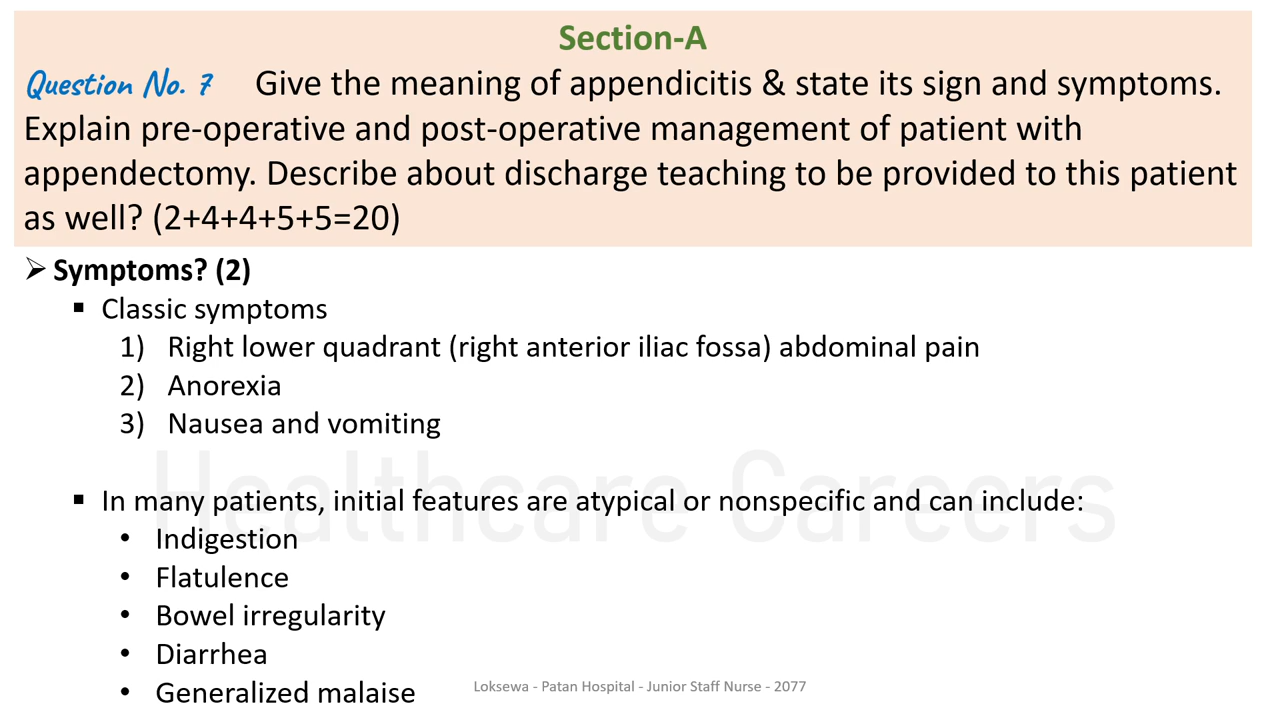 Section-A
Question No. 7 Give the meaning of appendicitis & state its sign and symptoms.
Explain pre-operative and post-operative management of patient with
appendectomy. Describe about discharge teaching to be provided to this patient
as well? (2+4+4+5+5=20)
➢ Symptoms? (2)
▪ Classic symptoms
1) Right lower quadrant (right anterior iliac fossa) abdominal pain
2) Anorexia
3) Nausea and vomiting
Healthcare Careers
▪ In many patients, initial features are atypical or nonspecific and can include:
• Indigestion
• Flatulence
• Bowel irregularity
• Diarrhea
• Generalized malaise
Loksewa - Patan Hospital - Junior Staff Nurse - 2077